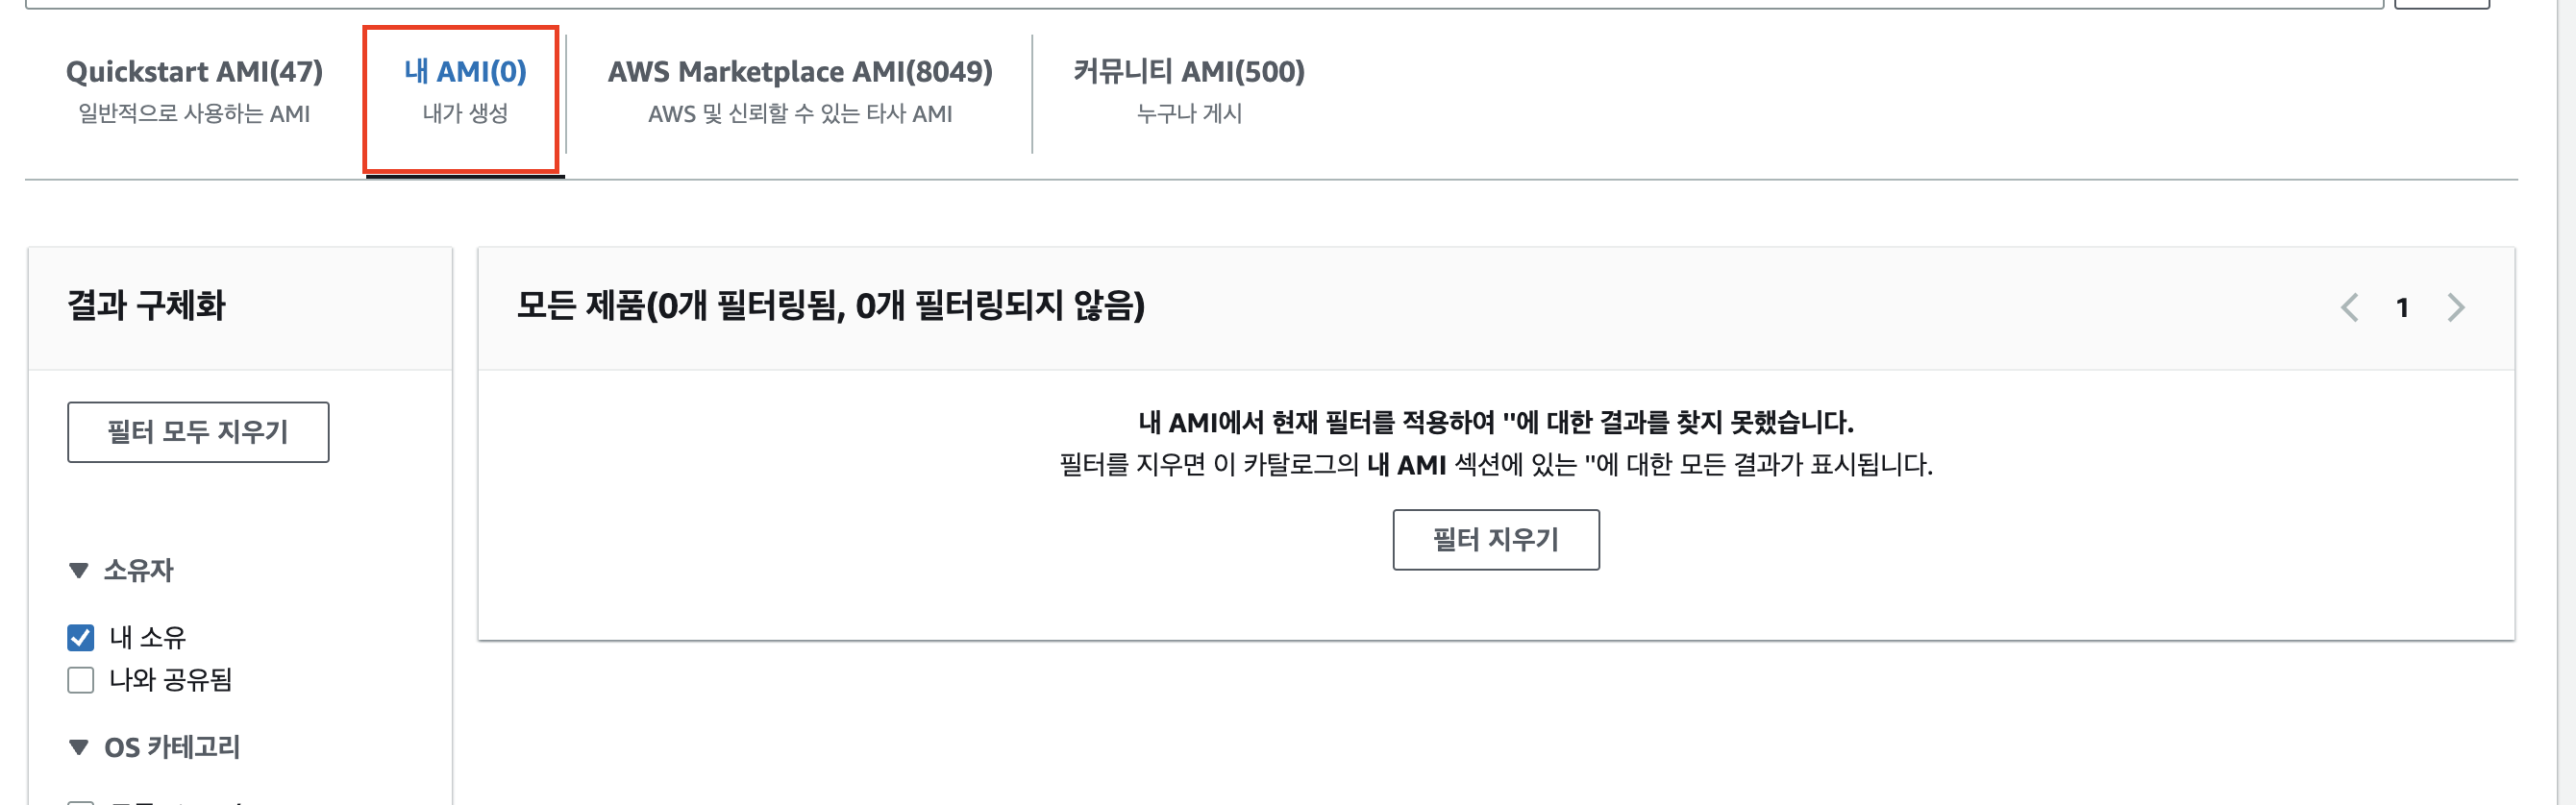 Quickstart AMI(47)
일반적으로 사용하는 AMI
내 AMI(0)
내가 생성
AWS Marketplace AMI(8049)
AWS 및 신뢰할 수 있는 타사 AMI
커뮤니티 AMI(500)
누구나 게시
결과 구체화
필터 모두 지우기
▼ 소유자
내 소유
나와 공유됨
▼ OS 카테고리
모든 제품(0개 필터링됨, 0개 필터링되지 않음)
1
내 AMI에서 현재 필터를 적용하여 ''에 대한 결과를 찾지 못했습니다.
필터를 지우면 이 카탈로그의 내 AMI 섹션에 있는 ''에 대한 모든 결과가 표시됩니다.
필터 지우기